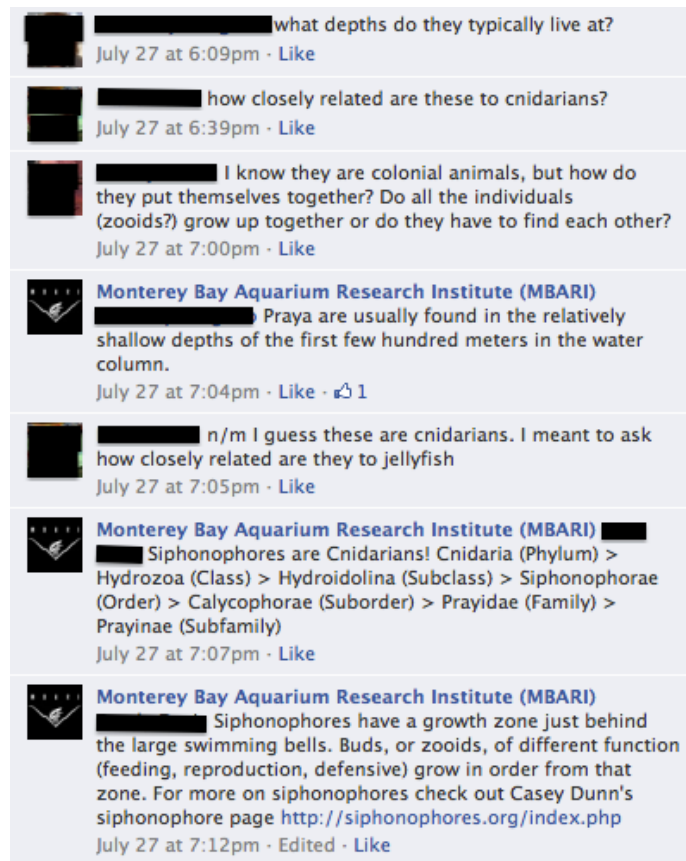 what depths do they typically live at?
July 27 at 6:09pm · Like
how closely related are these to cnidarians?
July 27 at 6:39pm · Like
I know they are colonial animals, but how do
they put themselves together? Do all the individuals
(zooids?) grow up together or do they have to find each other?
July 27 at 7:00pm · Like
Monterey Bay Aquarium Research Institute (MBARI)
Praya are usually found in the relatively
shallow depths of the first few hundred meters in the water
column.
July 27 at 7:04pm · Like · 1
n/m I guess these are cnidarians. I meant to ask
how closely related are they to jellyfish
July 27 at 7:05pm · Like
Monterey Bay Aquarium Research Institute (MBARI)
Siphonophores are Cnidarians! Cnidaria (Phylum) >
Hydrozoa (Class) > Hydroidolina (Subclass) > Siphonophorae
(Order) > Calycophorae (Suborder) > Prayidae (Family) >
Prayinae (Subfamily)
July 27 at 7:07pm · Like
Monterey Bay Aquarium Research Institute (MBARI)
Siphonophores have a growth zone just behind
the large swimming bells. Buds, or zooids, of different function
(feeding, reproduction, defensive) grow in order from that
zone. For more on siphonophores check out Casey Dunn's
siphonophore page http://siphonophores.org/index.php
July 27 at 7:12pm · Edited · Like